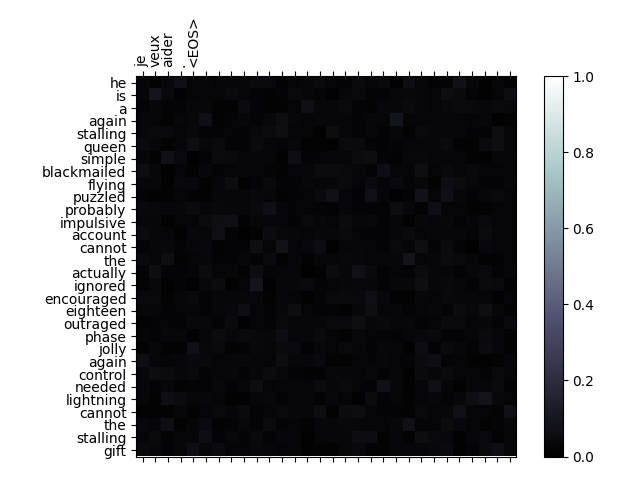 je
veux
aider
.
<EOS>
he
is
a
again
stalling
queen
simple
blackmailed
flying
puzzled
probably
impulsive
account
cannot
the
actually
ignored
encouraged
eighteen
outraged
phase
jolly
again
control
needed
lightning
cannot
the
stalling
gift
1.0
0.8
0.6
0.4
0.2
0.0